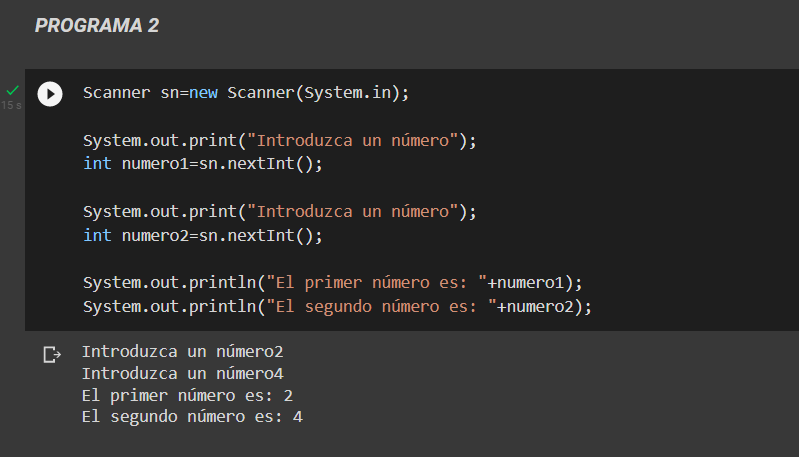 PROGRAMA 2
15 s
Scanner sn=new Scanner(System.in);
System.out.print("Introduzca un número");
int numero1=sn.nextInt();
System.out.print("Introduzca un número");
int numero2=sn.nextInt();
System.out.println("El primer número es: "+numero1);
System.out.println("El segundo número es: "+numero2);
Introduzca un número2
Introduzca un número4
El primer número es: 2
El segundo número es: 4